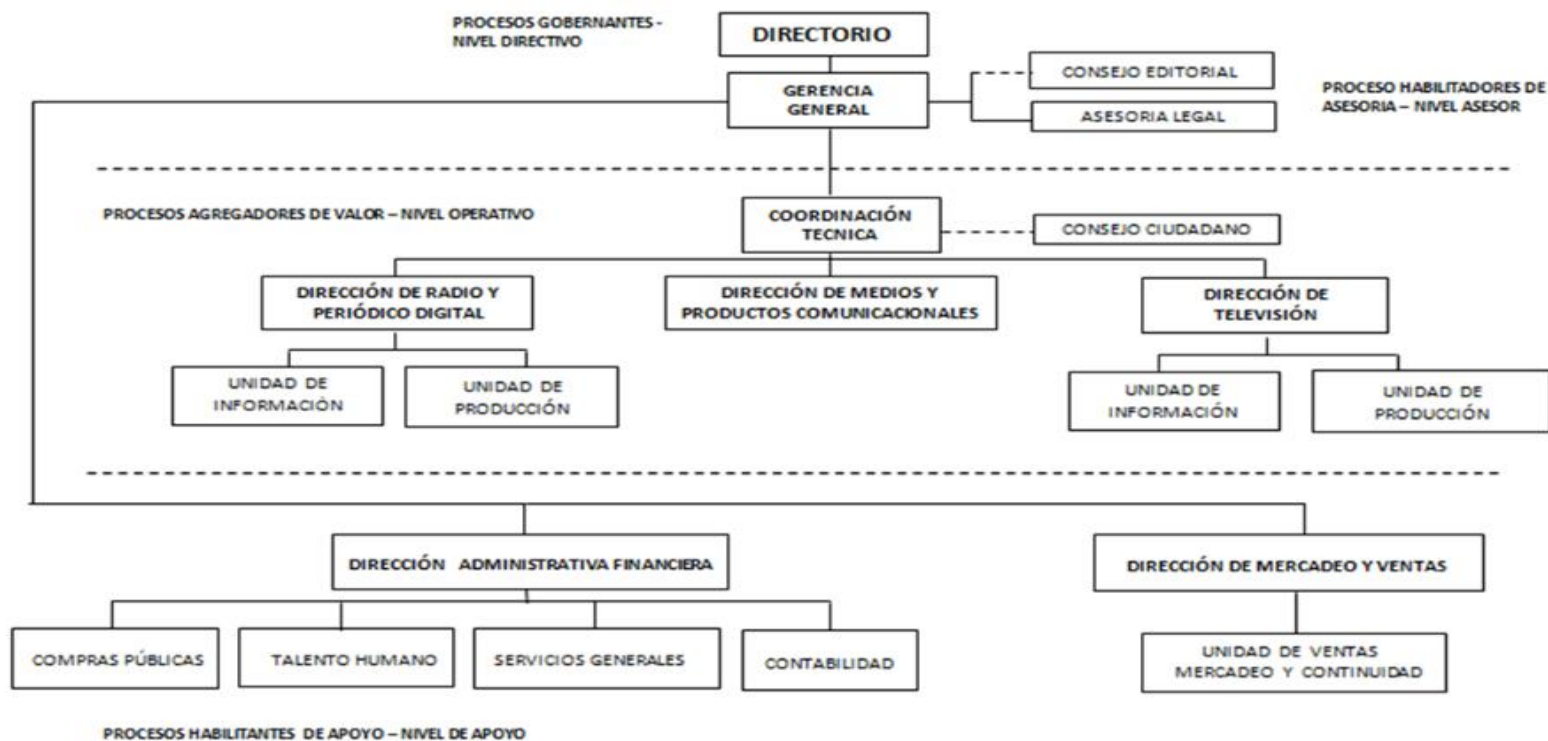 PROCESOS GOBERNANTES -
NIVEL DIRECTIVO
DIRECTORIO
GERENCIA
GENERAL
CONSEJO EDITORIAL
ASESORIA LEGAL
PROCESO HABILITADORES DE
ASESORIA – NIVEL ASESOR
PROCESOS AGREGADORES DE VALOR – NIVEL OPERATIVO
COORDINACIÓN
TECNICA
CONSEJO CIUDADANO
DIRECCIÓN DE RADIO Y
PERIÓDICO DIGITAL
DIRECCIÓN DE MEDIOS Y
PRODUCTOS COMUNICACIONALES
DIRECCIÓN DE
TELEVISIÓN
UNIDAD DE
INFORMACIÒN
UNIDAD DE
PRODUCCIÓN
UNIDAD DE
INFORMACIÓN
UNIDAD DE
PRODUCCIÓN
DIRECCIÓN ADMINISTRATIVA FINANCIERA
DIRECCIÓN DE MERCADEO Y VENTAS
COMPRAS PÚBLICAS
TALENTO HUMANO
SERVICIOS GENERALES
CONTABILIDAD
UNIDAD DE VENTAS
MERCADEO Y CONTINUIDAD
PROCESOS HABILITANTES DE APOYO – NIVEL DE APOYO